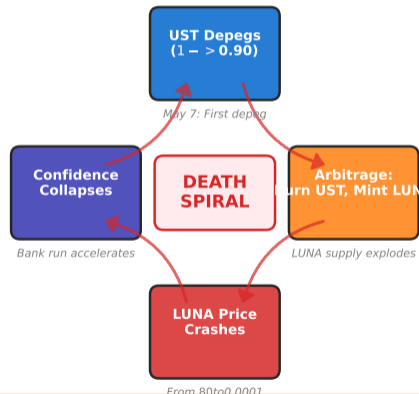 UST Depegs
(1 − > 0.90)
May 7: First depeg
Confidence
Collapses
Bank run accelerates
DEATH
SPIRAL
Arbitrage:
urn UST, Mint LUN
LUNA supply explodes
LUNA Price
Crashes
From 80to0.0001